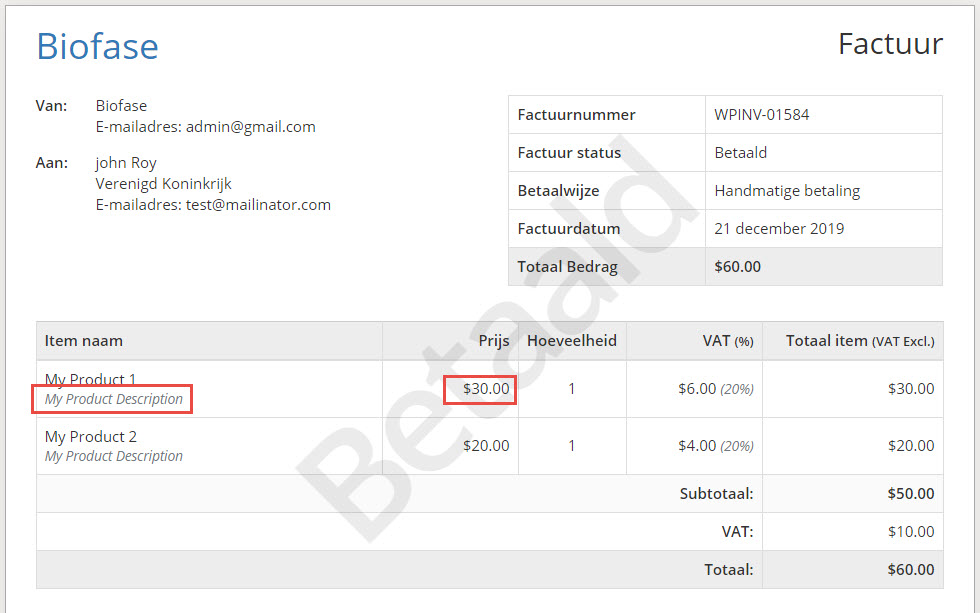 Biofase
Factuur
Van: Biofase
E-mailadres: admin@gmail.com
Aan: john Roy
Verenigd Koninkrijk
E-mailadres: test@mailinator.com
Factuurnummer WPINV-01584
Factuur status Betaald
Betaalwijze Handmatige betaling
Factuurdatum 21 december 2019
Totaal Bedrag $60.00
Betaald
Item naam Prijs Hoeveelheid VAT (%) Totaal item (VAT Excl.)
My Product 1
My Product Description
$30.00 1 $6.00 (20%) $30.00
My Product 2
My Product Description
$20.00 1 $4.00 (20%) $20.00
Subtotaal: $50.00
VAT: $10.00
Totaal: $60.00